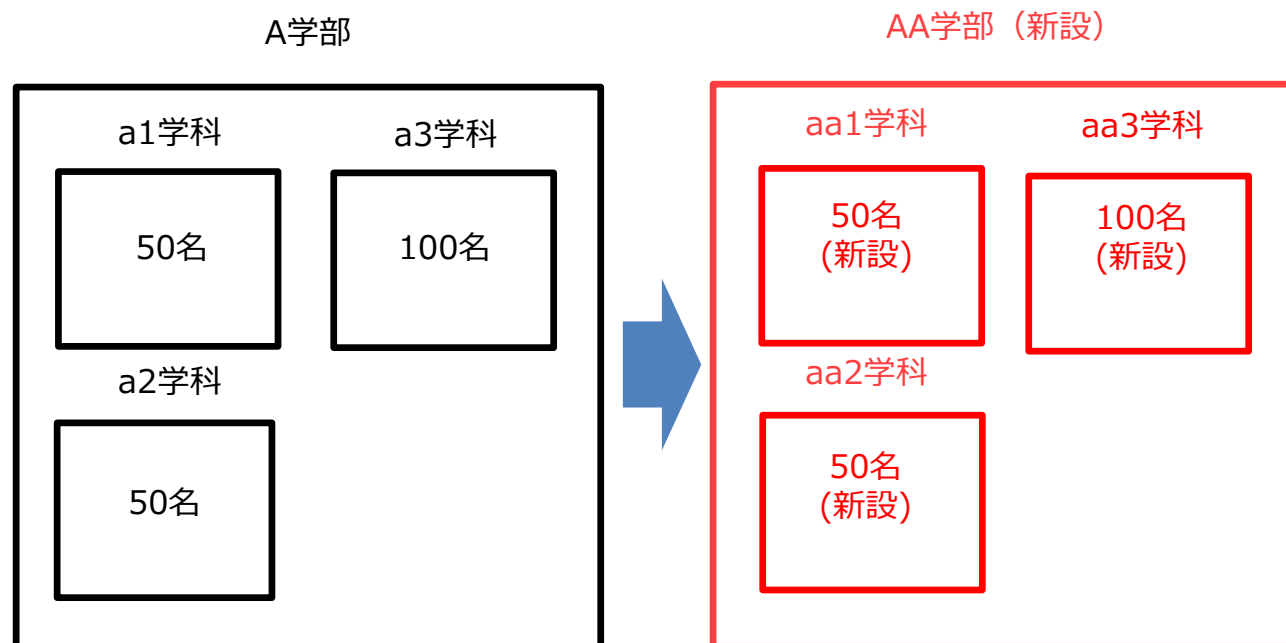 A学部
a1学科
a3学科
50名
100名
a2学科
50名
AA学部（新設）
aa1学科
aa3学科
50名
(新設)
100名
(新設)
aa2学科
50名
(新設)